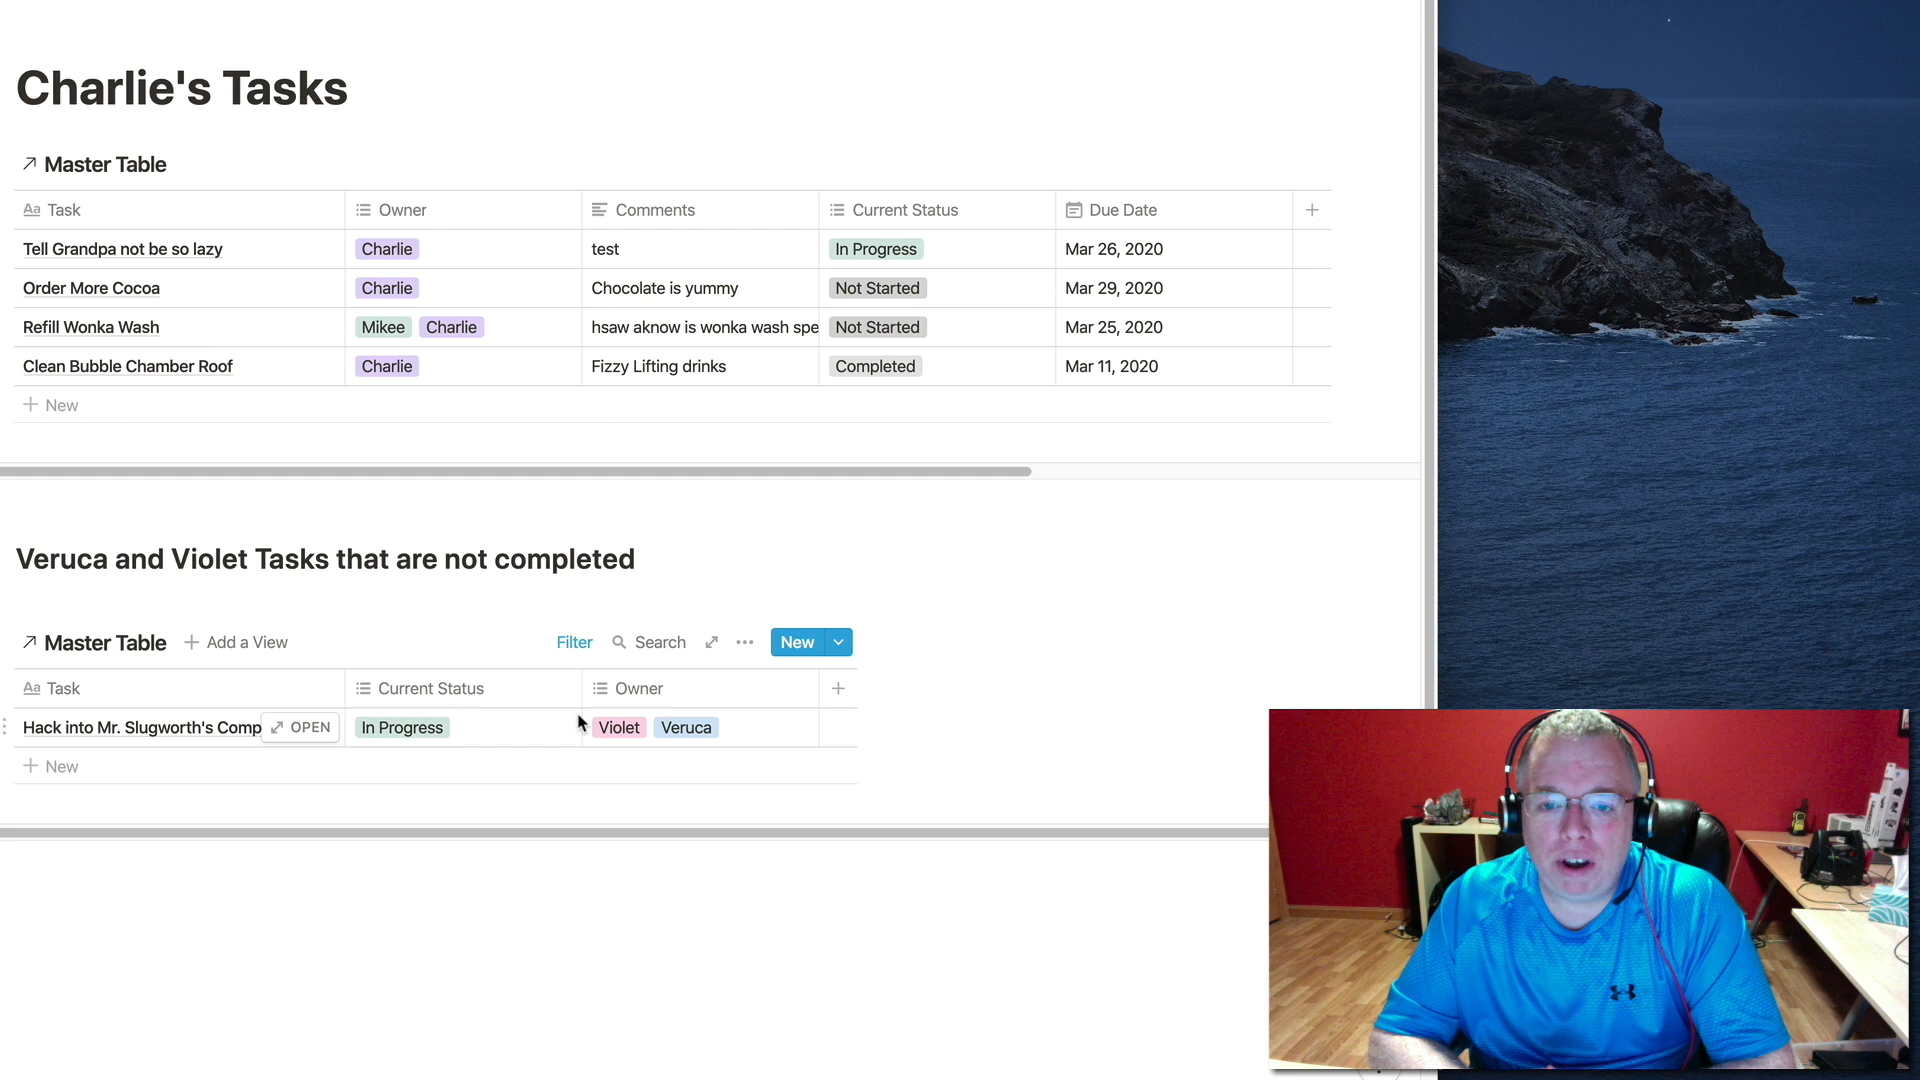 Charlie's Tasks
Master Table
Aa Task Owner Comments Current Status Due Date
Tell Grandpa not be so lazy Charlie test In Progress Mar 26, 2020
Order More Cocoa Charlie Chocolate is yummy Not Started Mar 29, 2020
Refill Wonka Wash Mikee Charlie hsaw aknow is wonka wash spe Not Started Mar 25, 2020
Clean Bubble Chamber Roof Charlie Fizzy Lifting drinks Completed Mar 11, 2020
New
Veruca and Violet Tasks that are not completed
Master Table Add a View Filter Search New
Aa Task Current Status Owner
Hack into Mr. Slugworth's Comp OPEN In Progress Violet Veruca
New